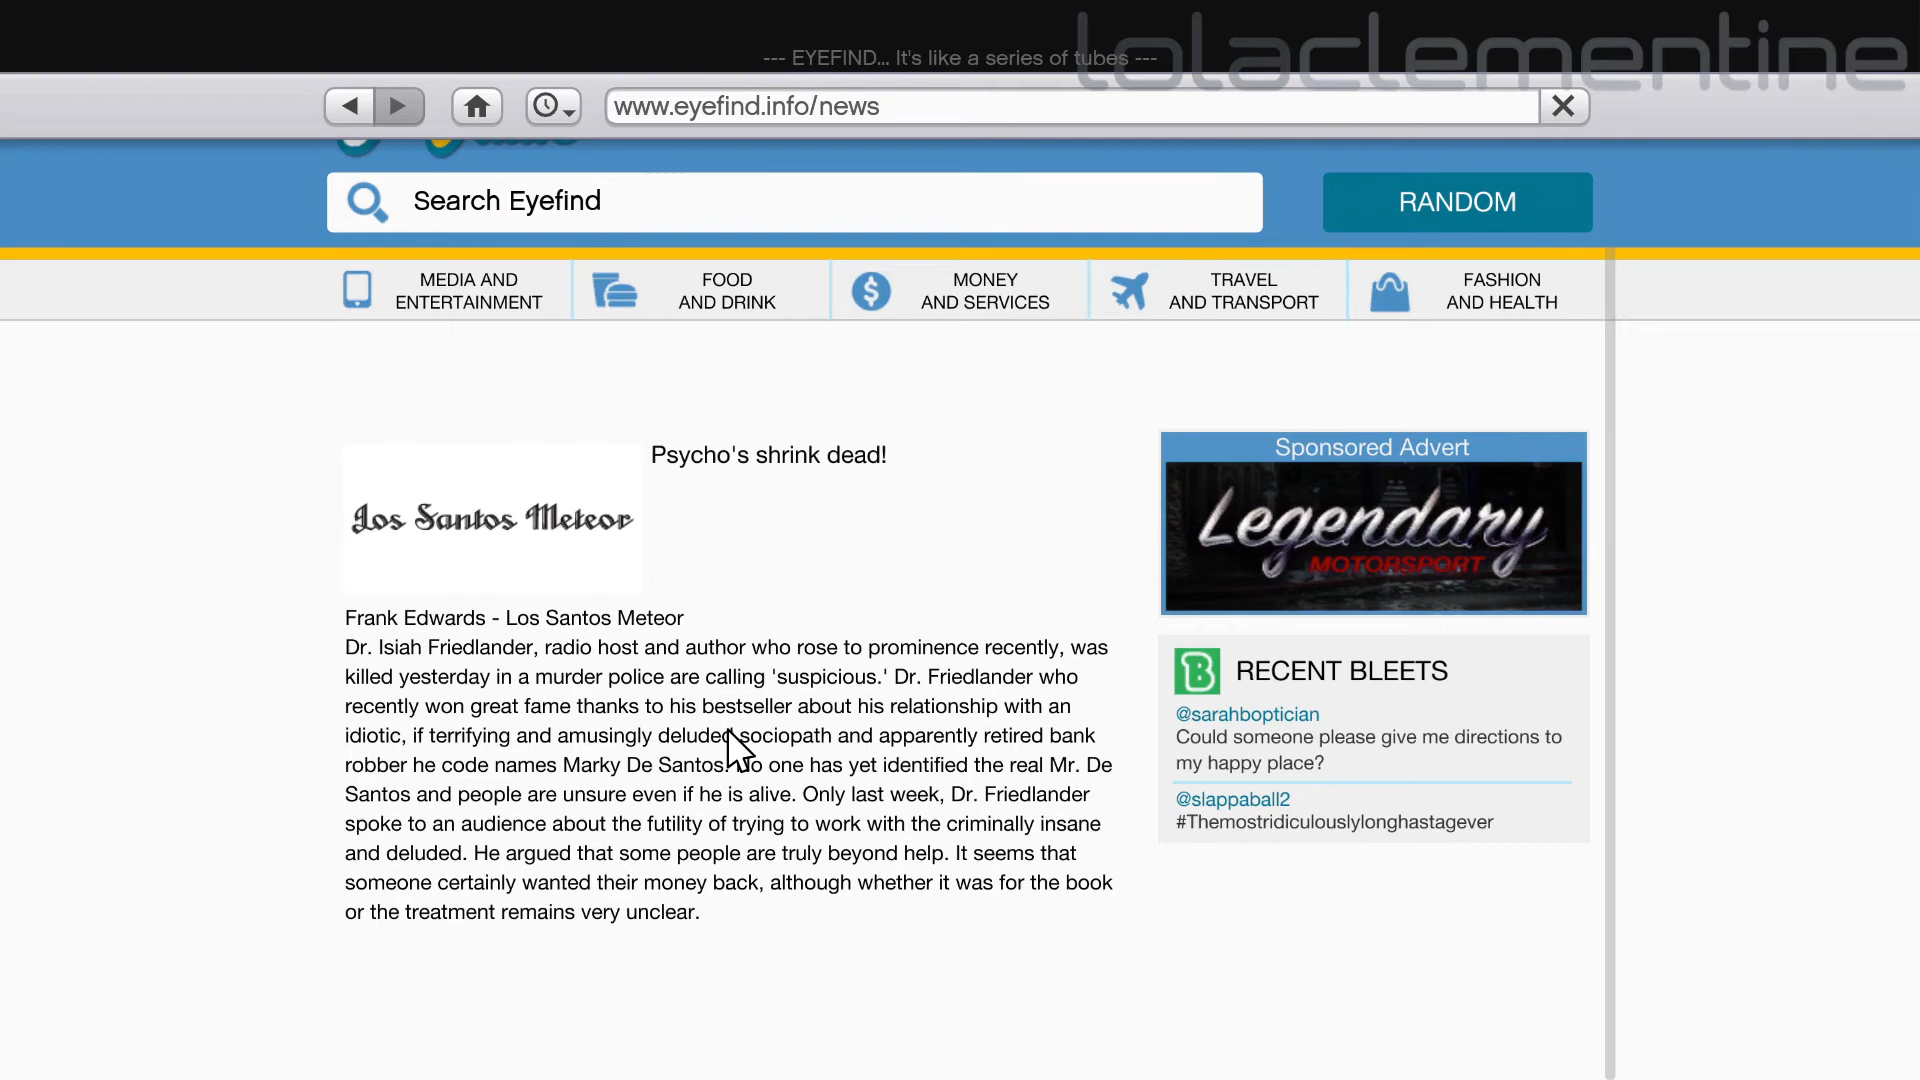 lolaclementine
--- EYEFIND... It's like a series of tubes ---
www.eyefind.info/news
Search Eyefind
RANDOM
MEDIA AND
ENTERTAINMENT
FOOD
AND DRINK
MONEY
AND SERVICES
TRAVEL
AND TRANSPORT
FASHION
AND HEALTH
Los Santos Meteor
Psycho's shrink dead!
Frank Edwards - Los Santos Meteor
Dr. Isiah Friedlander, radio host and author who rose to prominence recently, was
killed yesterday in a murder police are calling 'suspicious.' Dr. Friedlander who
recently won great fame thanks to his bestseller about his relationship with an
idiotic, if terrifying and amusingly deluded sociopath and apparently retired bank
robber he code names Marky De Santos. No one has yet identified the real Mr. De
Santos and people are unsure even if he is alive. Only last week, Dr. Friedlander
spoke to an audience about the futility of trying to work with the criminally insane
and deluded. He argued that some people are truly beyond help. It seems that
someone certainly wanted their money back, although whether it was for the book
or the treatment remains very unclear.
Sponsored Advert
Legendary
MOTORSPORT
B
RECENT BLEETS
@sarahboptician
Could someone please give me directions to
my happy place?
@slappaball2
#Themostridiculouslylonghastagever